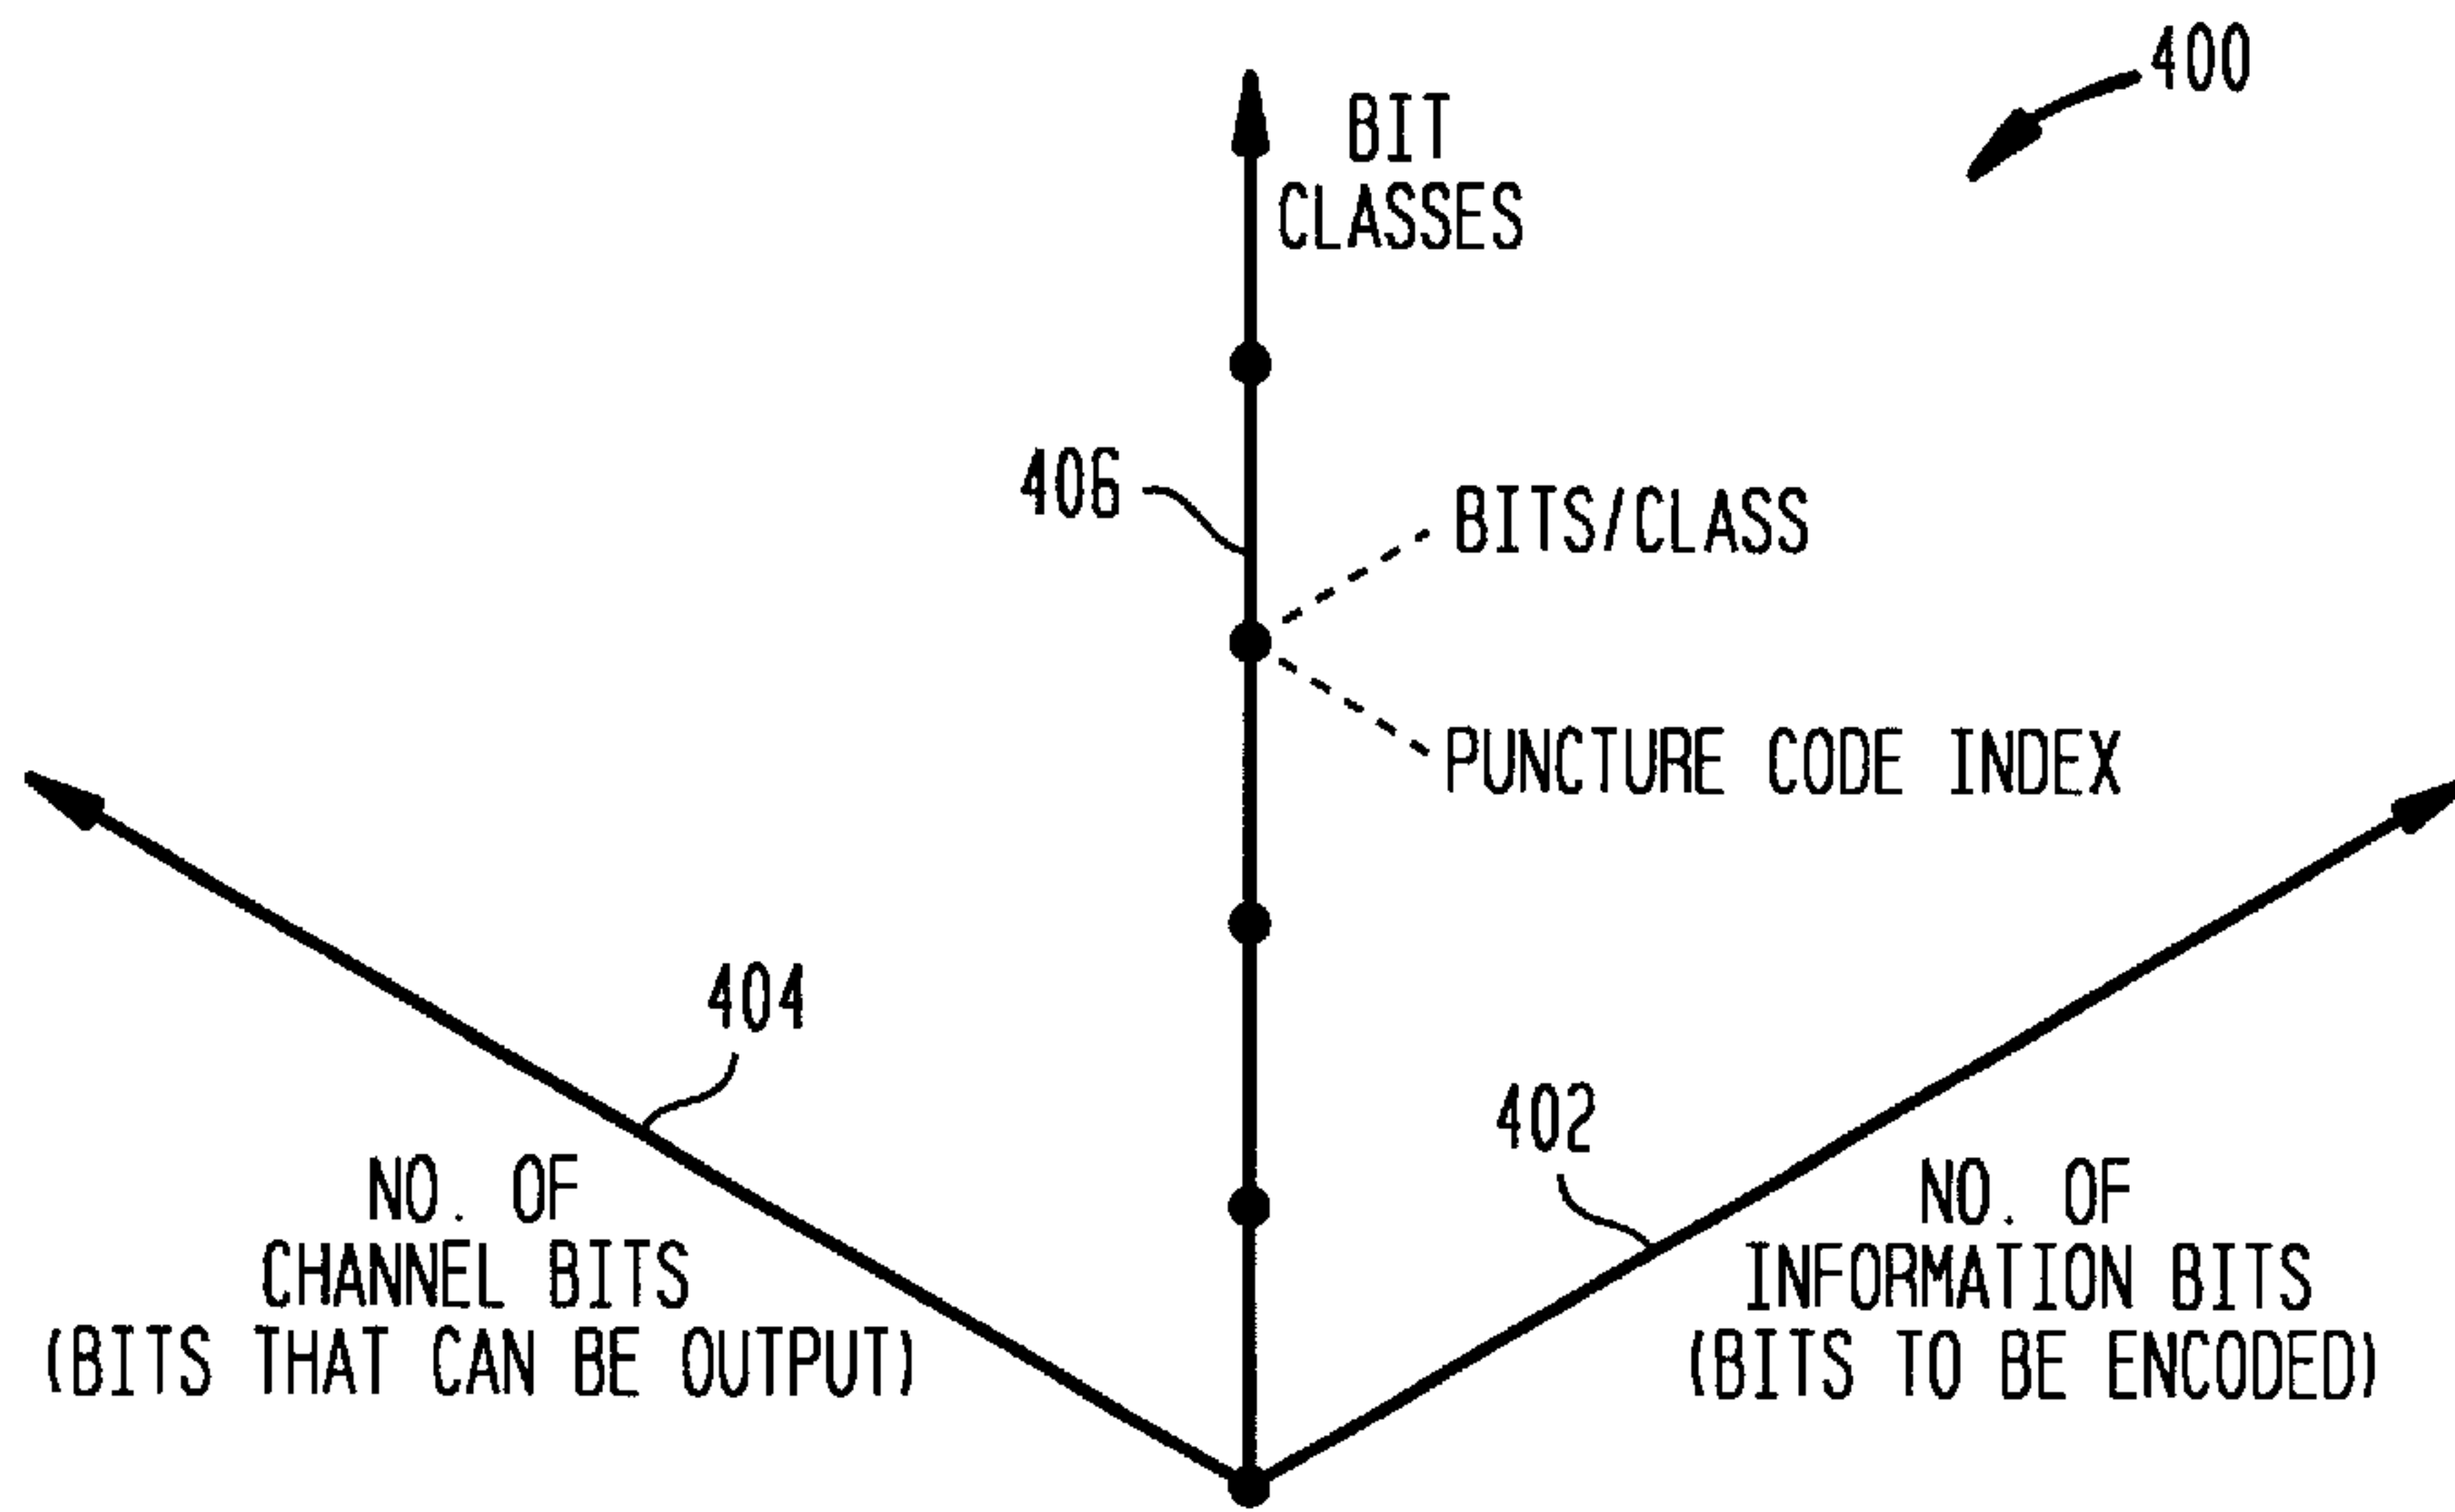 400
BIT
CLASSES
406
BITS/CLASS
PUNCTURE CODE INDEX
404
402
NO. OF
CHANNEL BITS
(BITS THAT CAN BE OUTPUT)
NO. OF
INFORMATION BITS
(BITS TO BE ENCODED)